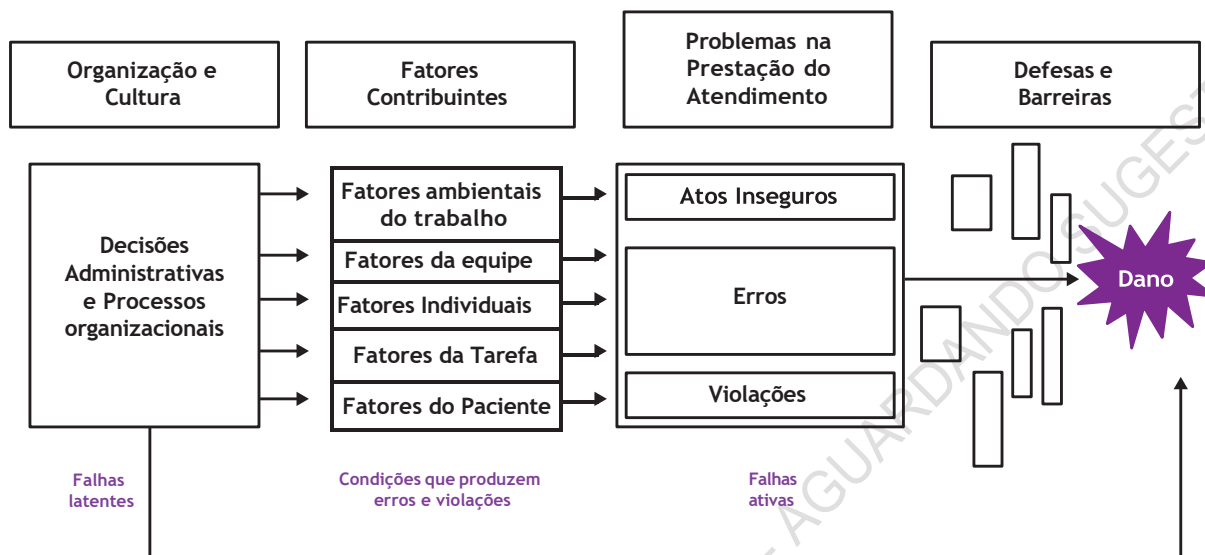 Organização e
Cultura
Fatores
Contribuintes
Problemas na
Prestação do
Atendimento
Defesas e
Barreiras
Decisões
Administrativas
e Processos
organizacionais
Fatores ambientais
do trabalho
Fatores da equipe
Fatores Individuais
Fatores da Tarefa
Fatores do Paciente
Atos Inseguros
Erros
Violações
Dano
Falhas
latentes
Condições que produzem
erros e violações
Falhas
ativas
AGUARDANDO